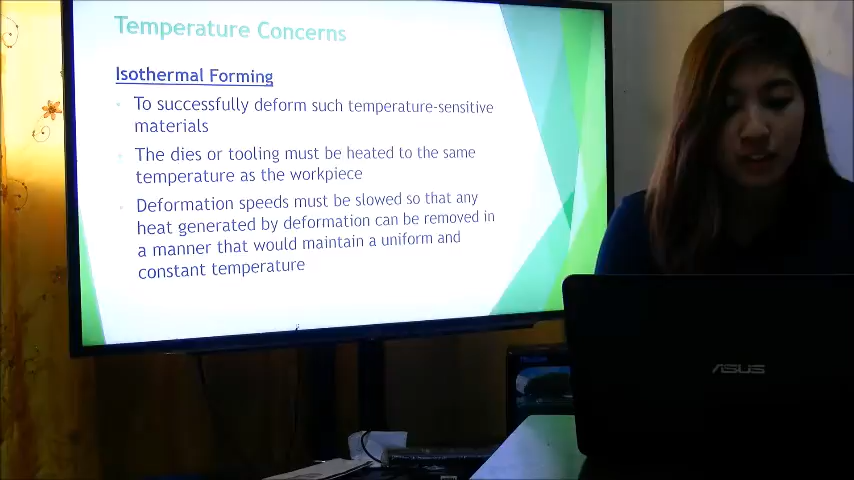 Temperature Concerns
Isothermal Forming
To successfully deform such temperature-sensitive
materials
The dies or tooling must be heated to the same
temperature as the workpiece
Deformation speeds must be slowed so that any
heat generated by deformation can be removed in
a manner that would maintain a uniform and
constant temperature
ASUS